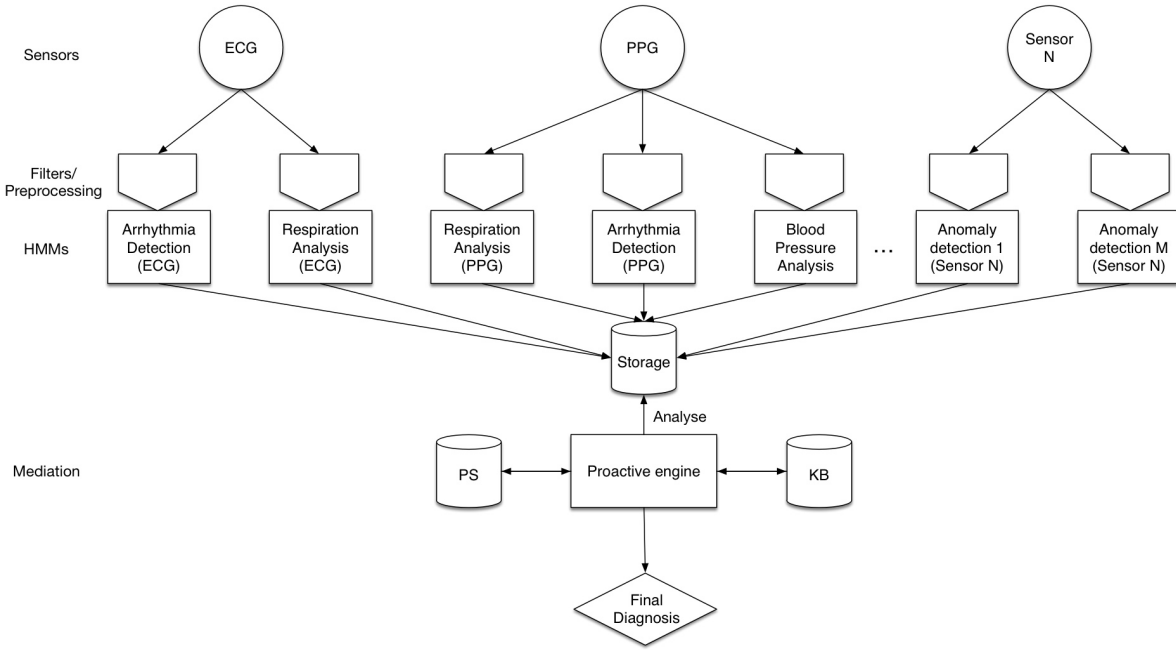 Sensors
ECG
PPG
Sensor
N
Filters/
Preprocessing
HMMs
Arrhythmia
Detection
(ECG)
Respiration
Analysis
(ECG)
Respiration
Analysis
(PPG)
Arrhythmia
Detection
(PPG)
Blood
Pressure
Analysis
...
Anomaly
detection 1
(Sensor N)
Anomaly
detection M
(Sensor N)
Storage
Analyse
Mediation
PS
Proactive engine
KB
Final
Diagnosis